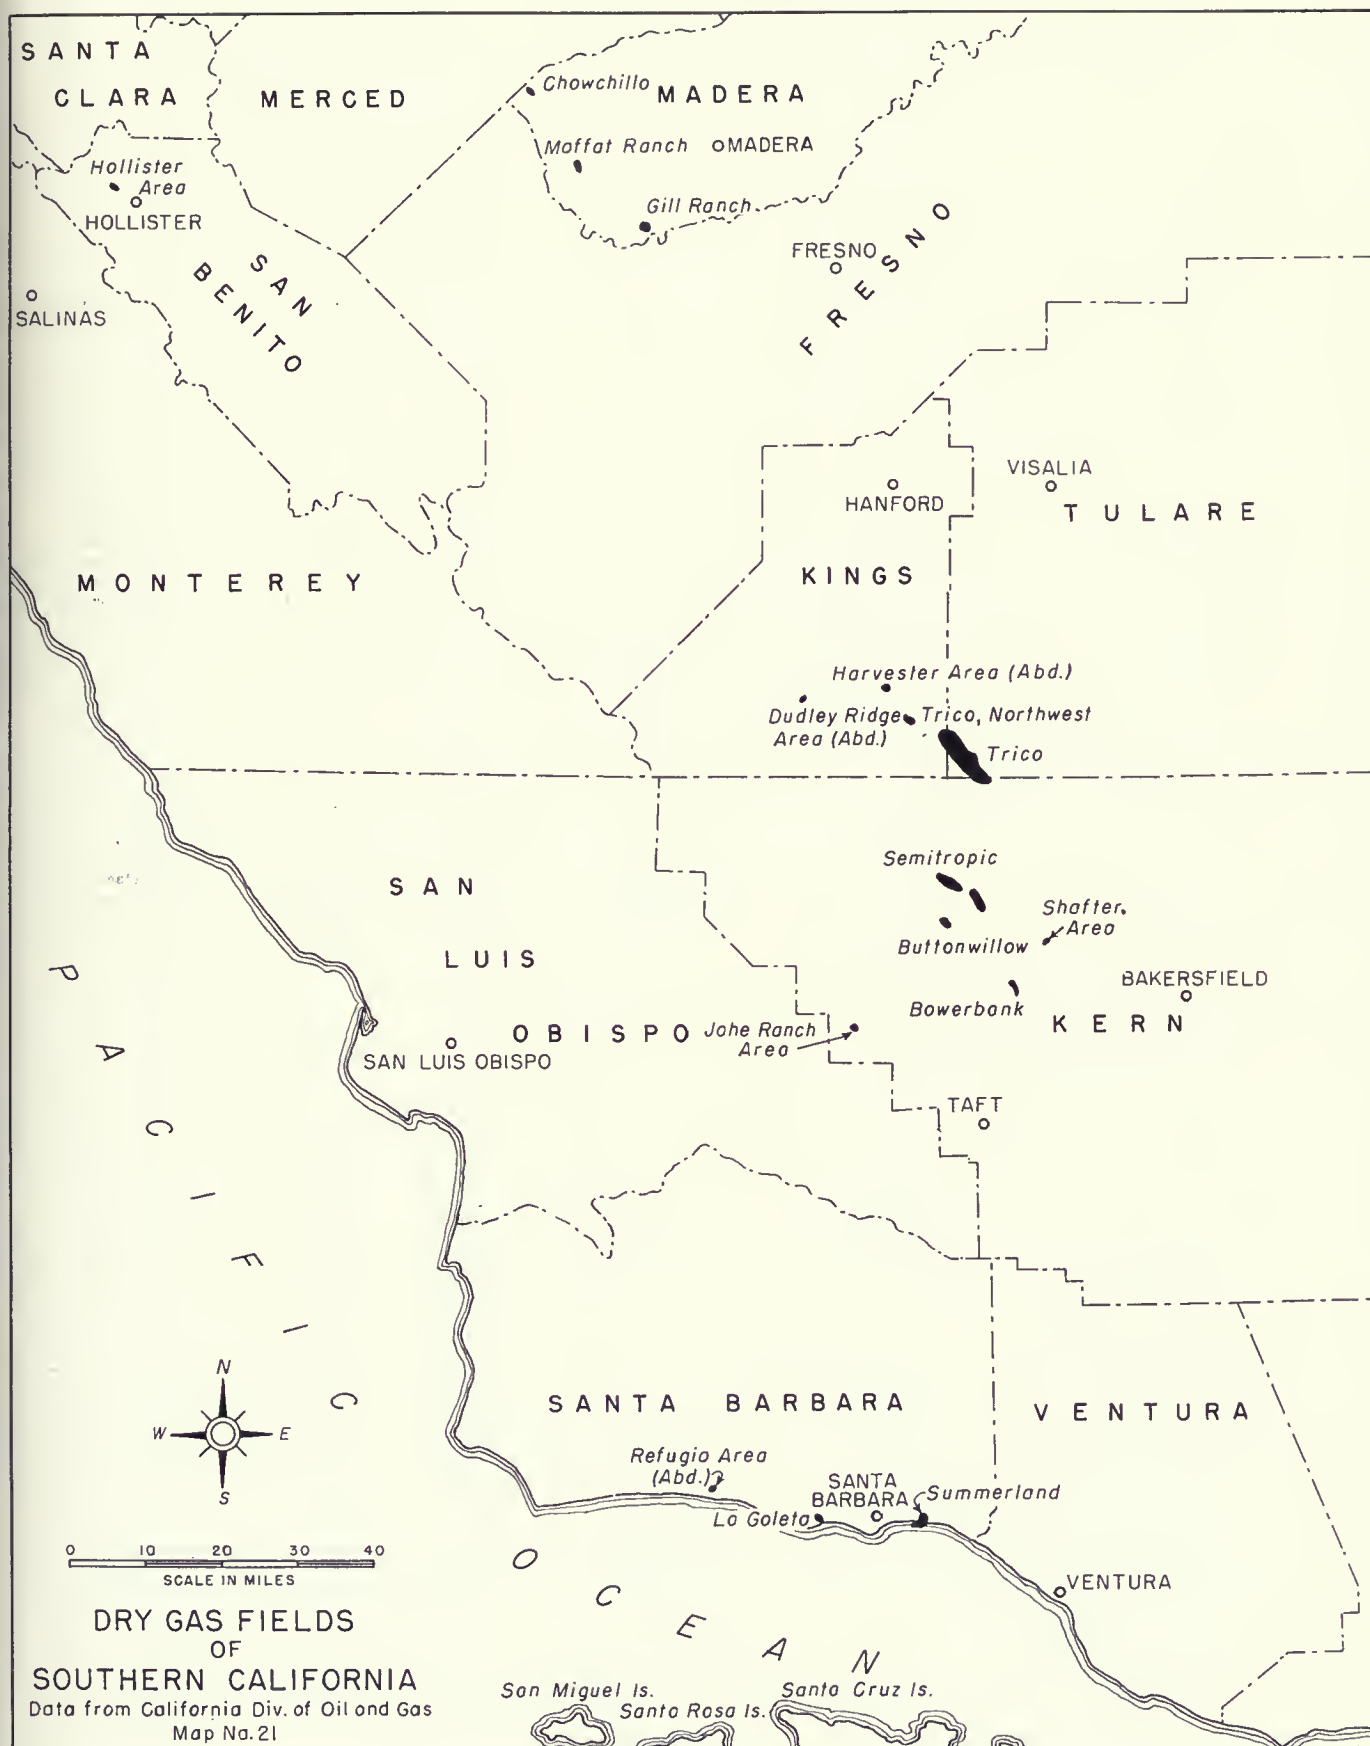 SANTA
CLARA
MERCED
Chowchillo
MADERA
Moffat Ranch
MADERA
Hollister
Area
HOLLISTER
Gill Ranch
SAN
BENITO
FRESNO
FRESNO
SALINAS
VISALIA
HANFORD
TULARE
MONTEREY
KINGS
Harvester Area (Abd.)
Dudley Ridge
Area (Abd.)
Trico, Northwest
Trico
SAN
LUIS
OBISPO
Semitropic
Shafter
Area
Buttonwillow
BAKERSFIELD
Bowerbank
KERN
Johe Ranch
Area
SAN LUIS OBISPO
TAFT
PACIFIC
OCEAN
N
W
E
S
SANTA BARBARA
VENTURA
Refugio Area
(Abd.)
SANTA
BARBARA
Summerland
La Goleta
VENTURA
0 10 20 30 40
SCALE IN MILES
DRY GAS FIELDS
OF
SOUTHERN CALIFORNIA
Data from California Div. of Oil and Gas
Map No. 21
San Miguel Is.
Santa Rosa Is.
Santa Cruz Is.